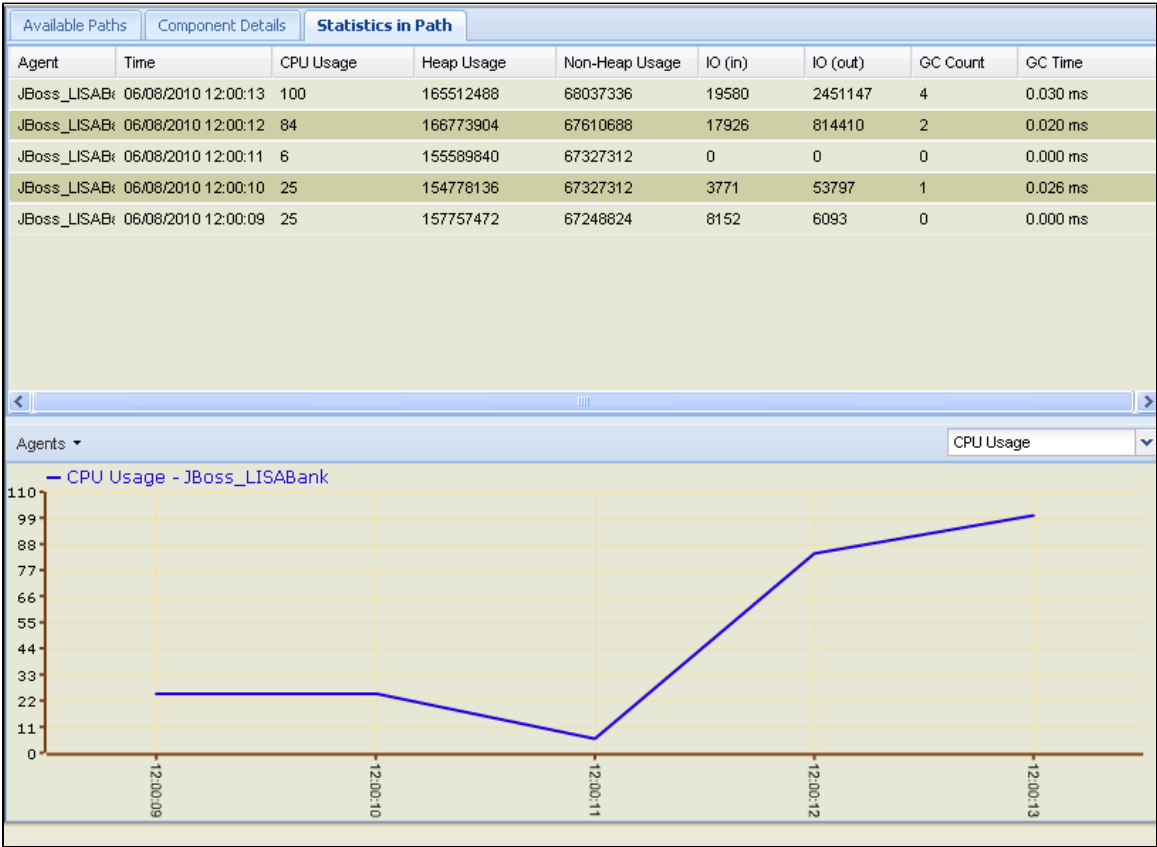 Available Paths Component Details Statistics in Path
Agent Time CPU Usage Heap Usage Non-Heap Usage IO (in) IO (out) GC Count GC Time
JBoss_LISABa 06/08/2010 12:00:13 100 165512488 68037336 19580 2451147 4 0.030 ms
JBoss_LISABa 06/08/2010 12:00:12 84 166773904 67610688 17926 814410 2 0.020 ms
JBoss_LISABa 06/08/2010 12:00:11 6 155589840 67327312 0 0 0 0.000 ms
JBoss_LISABa 06/08/2010 12:00:10 25 154778136 67327312 3771 53797 1 0.026 ms
JBoss_LISABa 06/08/2010 12:00:09 25 157757472 67248824 8152 6093 0 0.000 ms
Agents CPU Usage
CPU Usage - JBoss_LISABank
110
99
88
77
66
55
44
33
22
11
0
12:00:09 12:00:10 12:00:11 12:00:12 12:00:13